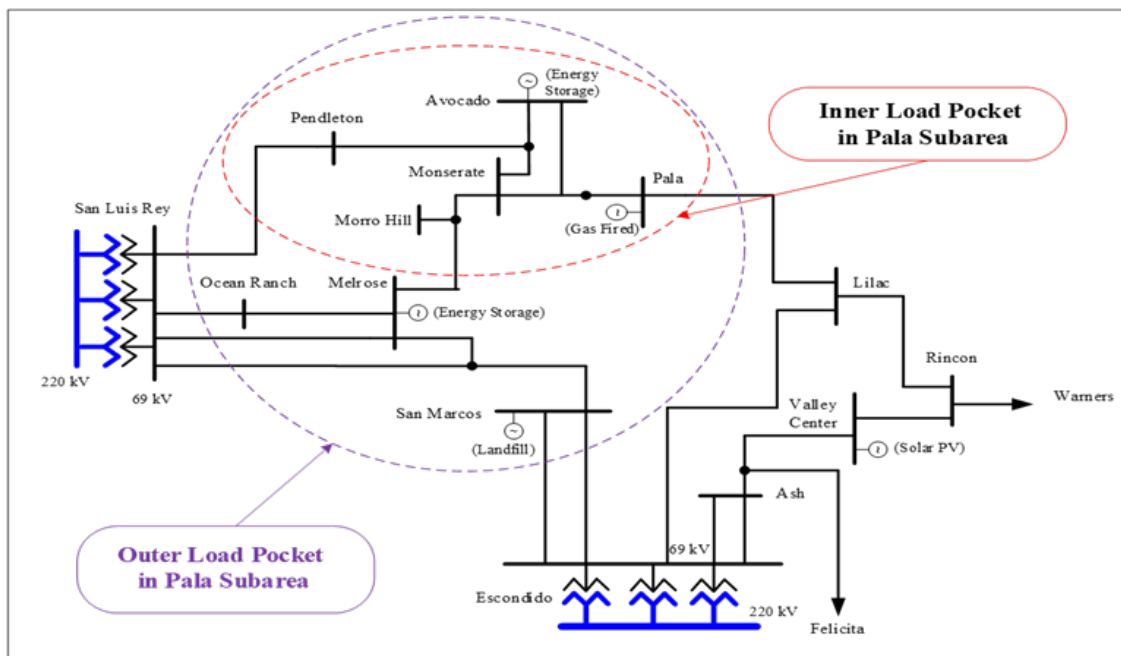 (Energy
Storage)
Avocado
Pendleton
Inner Load Pocket
in Pala Subarea
Monserate
Pala
San Luis Rey
Morro Hill
(Gas Fired)
Ocean Ranch
Melrose
Lilac
(Energy Storage)
Rincon
220 kV
69 kV
Warners
San Marcos
Valley
Center
(Solar PV)
(Landfill)
Ash
Outer Load Pocket
in Pala Subarea
69 kV
Escondido
220 kV
Felicita